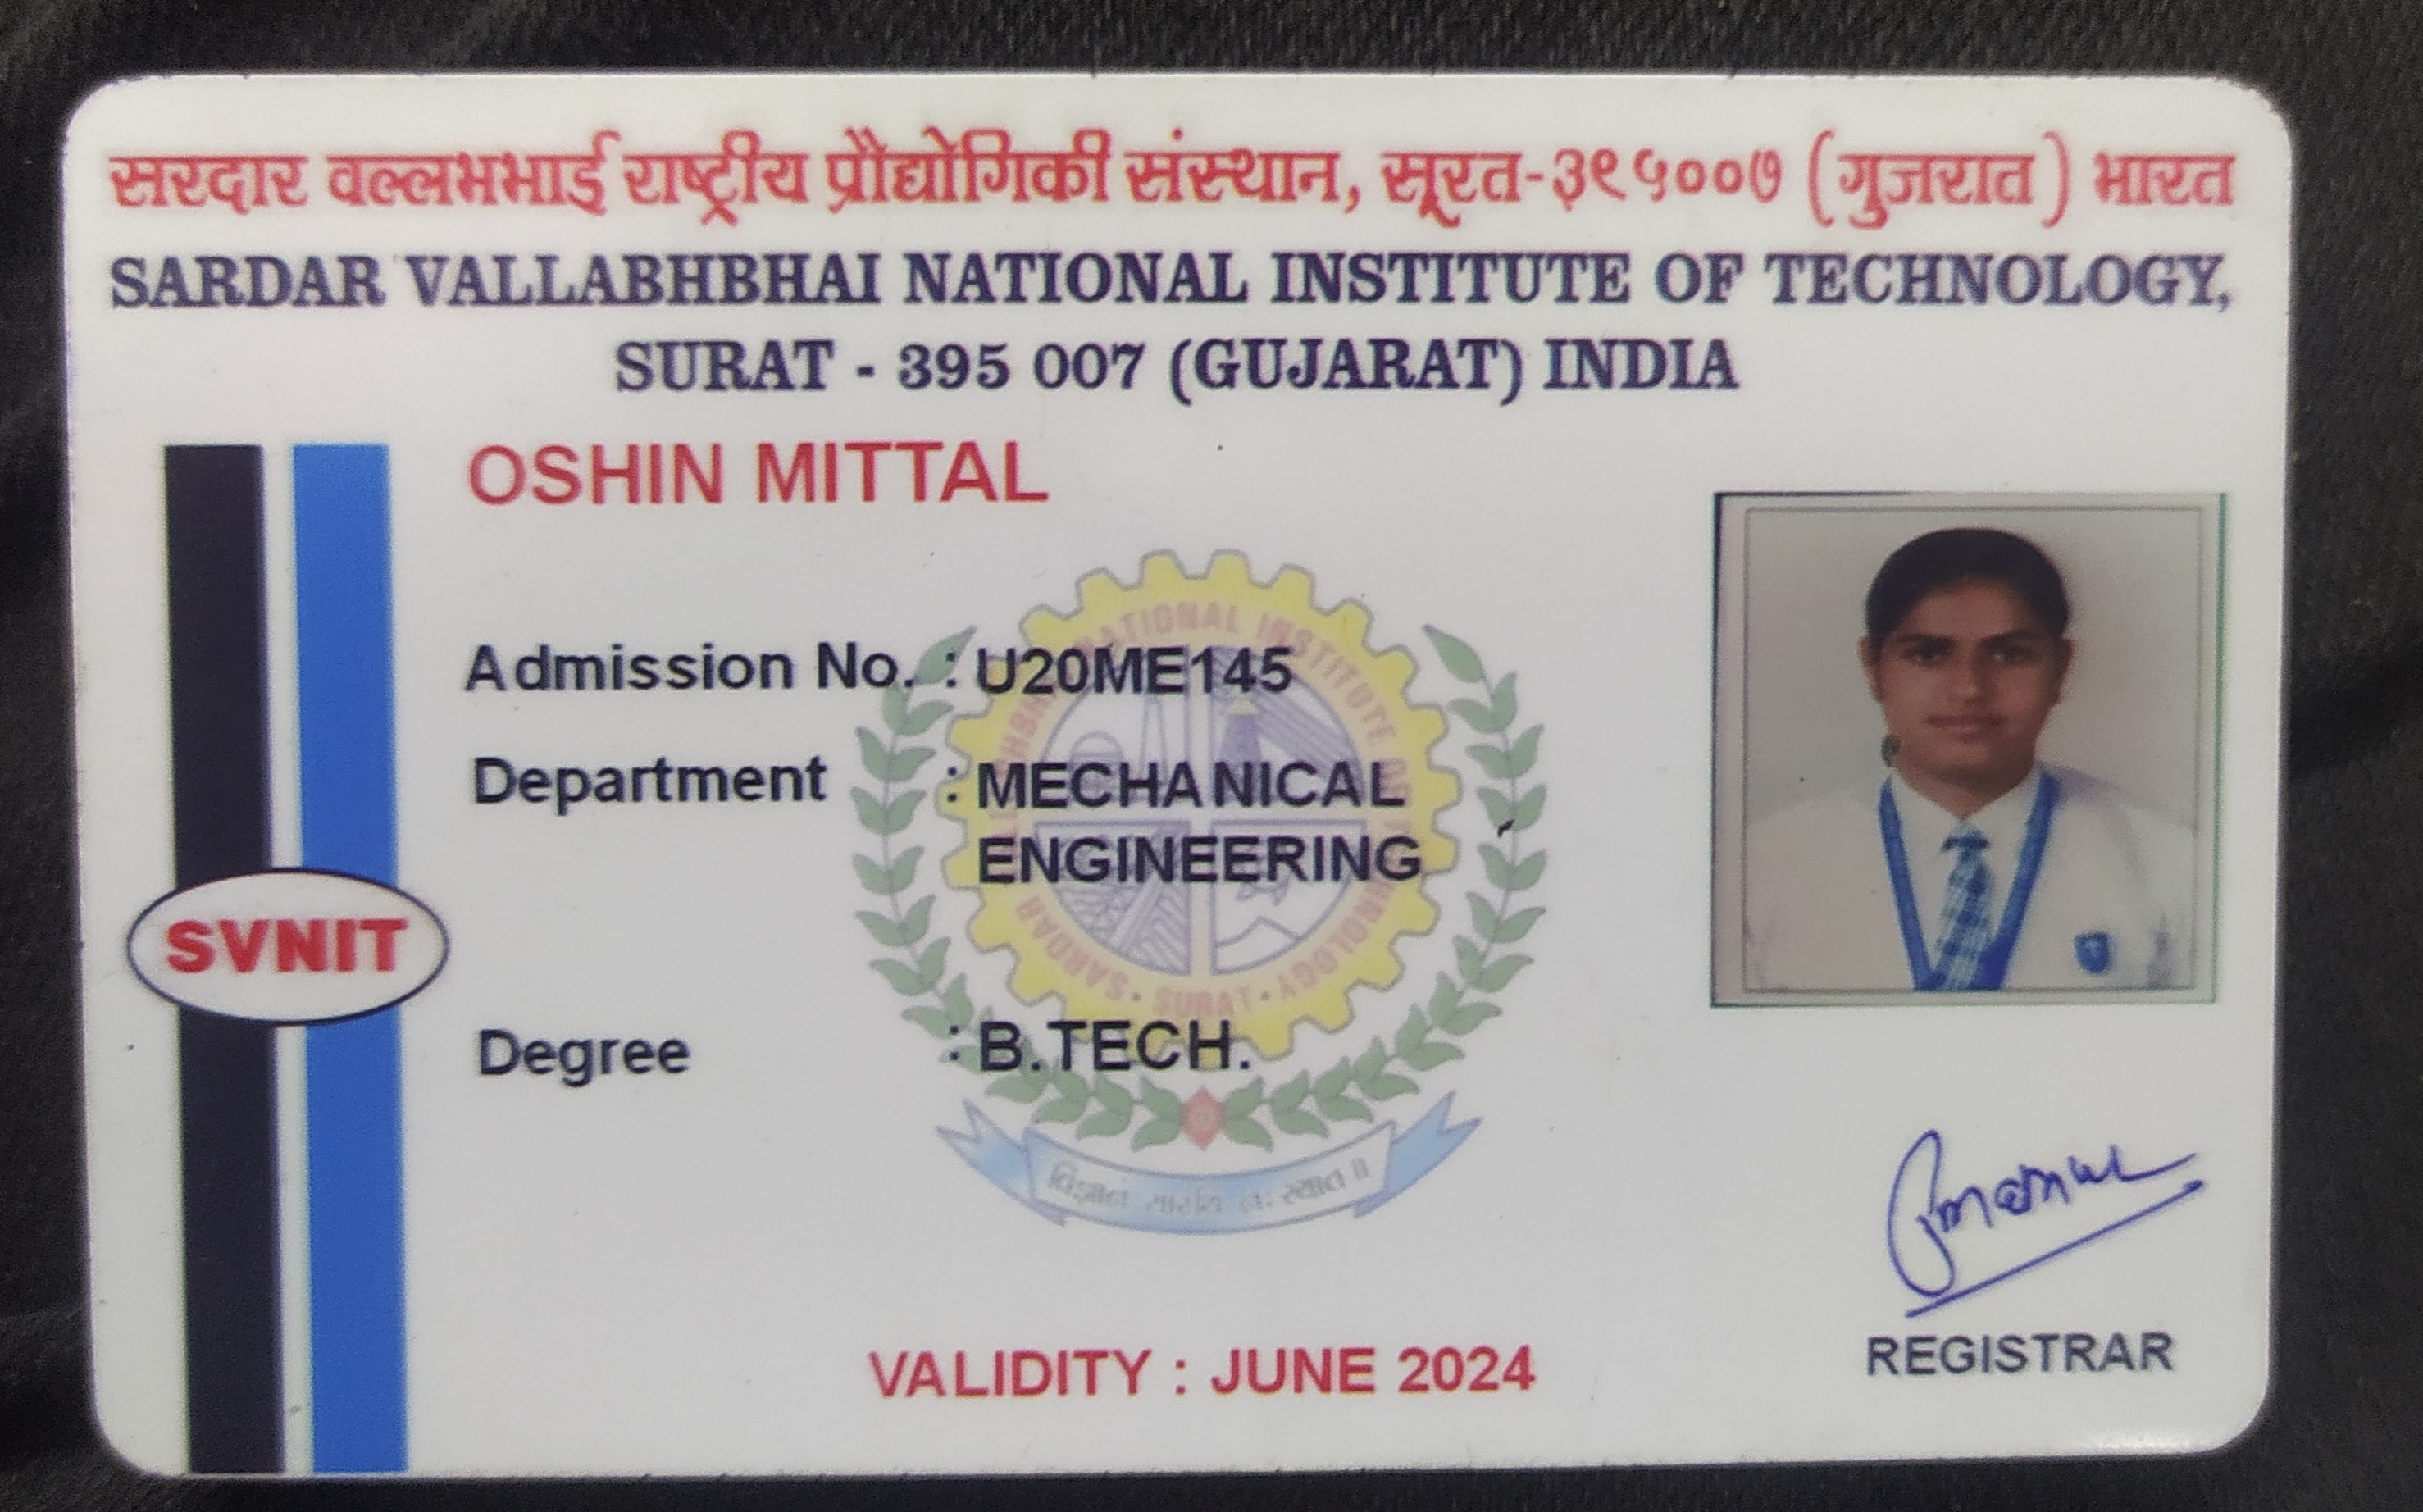 सरदार वल्लभभाई राष्ट्रीय प्रौद्योगिकी संस्थान, सूरत-३९५००७ (गुजरात) भारत
SARDAR VALLABHBHAI NATIONAL INSTITUTE OF TECHNOLOGY,
SURAT - 395 007 (GUJARAT) INDIA
OSHIN MITTAL
Admission No. : U20ME145
Department : MECHANICAL
ENGINEERING
SVNIT
Degree : B.TECH.
SARDAR VALLABHBHAI NATIONAL INSTITUTE OF TECHNOLOGY
· SURAT ·
REGISTRAR
VALIDITY : JUNE 2024